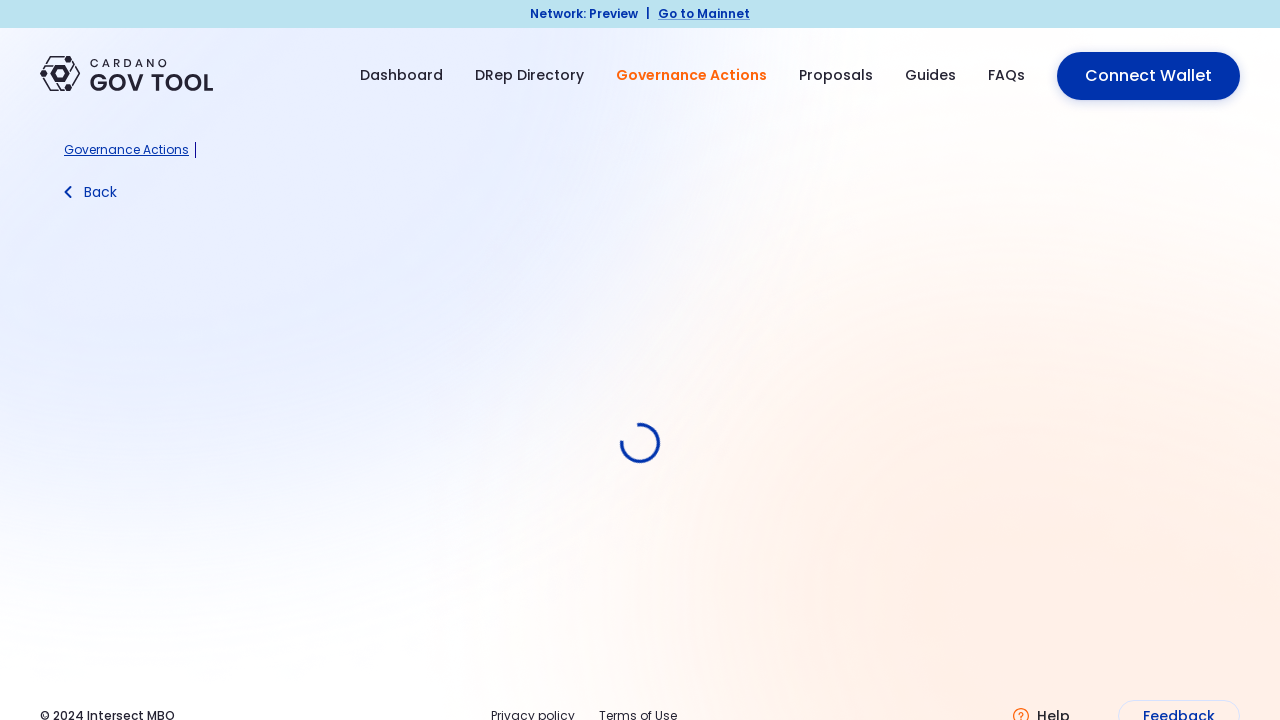 Network: Preview | Go to Mainnet
CARDANO
GOV TOOL
Dashboard DRep Directory Governance Actions Proposals Guides FAQs Connect Wallet
Governance Actions |
Back
© 2024 Intersect MBO Privacy policy Terms of Use Help Feedback